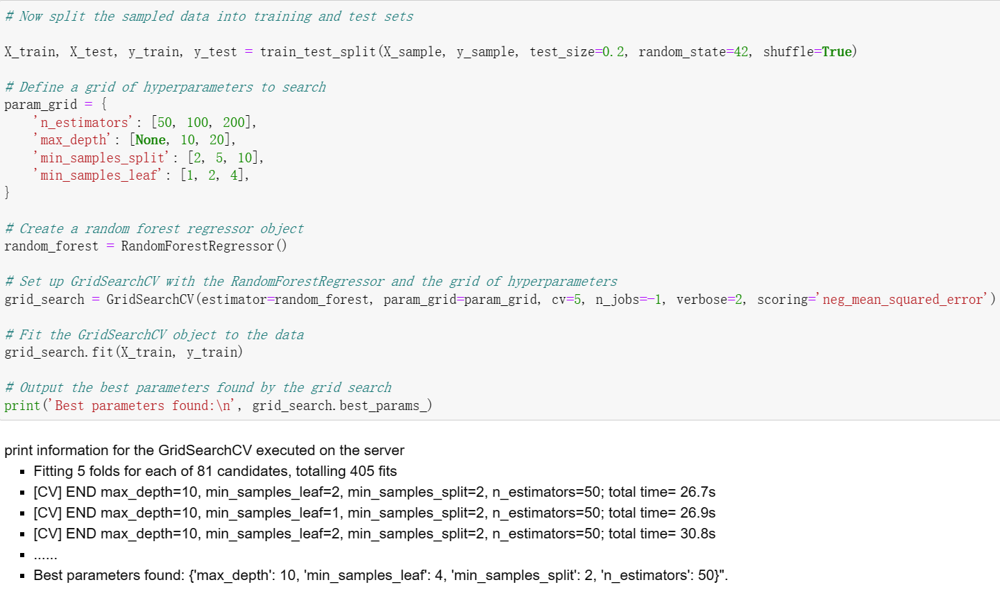 # Now split the sampled data into training and test sets
X_train, X_test, y_train, y_test = train_test_split(X_sample, y_sample, test_size=0.2, random_state=42, shuffle=True)
# Define a grid of hyperparameters to search
param_grid = {
    'n_estimators': [50, 100, 200],
    'max_depth': [None, 10, 20],
    'min_samples_split': [2, 5, 10],
    'min_samples_leaf': [1, 2, 4],
}
# Create a random forest regressor object
random_forest = RandomForestRegressor()
# Set up GridSearchCV with the RandomForestRegressor and the grid of hyperparameters
grid_search = GridSearchCV(estimator=random_forest, param_grid=param_grid, cv=5, n_jobs=-1, verbose=2, scoring='neg_mean_squared_error')
# Fit the GridSearchCV object to the data
grid_search.fit(X_train, y_train)
# Output the best parameters found by the grid search
print('Best parameters found:\n', grid_search.best_params_)
print information for the GridSearchCV executed on the server
▪ Fitting 5 folds for each of 81 candidates, totalling 405 fits
▪ [CV] END max_depth=10, min_samples_leaf=2, min_samples_split=2, n_estimators=50; total time= 26.7s
▪ [CV] END max_depth=10, min_samples_leaf=1, min_samples_split=2, n_estimators=50; total time= 26.9s
▪ [CV] END max_depth=10, min_samples_leaf=2, min_samples_split=2, n_estimators=50; total time= 30.8s
▪ ......
▪ Best parameters found: {'max_depth': 10, 'min_samples_leaf': 4, 'min_samples_split': 2, 'n_estimators': 50}".